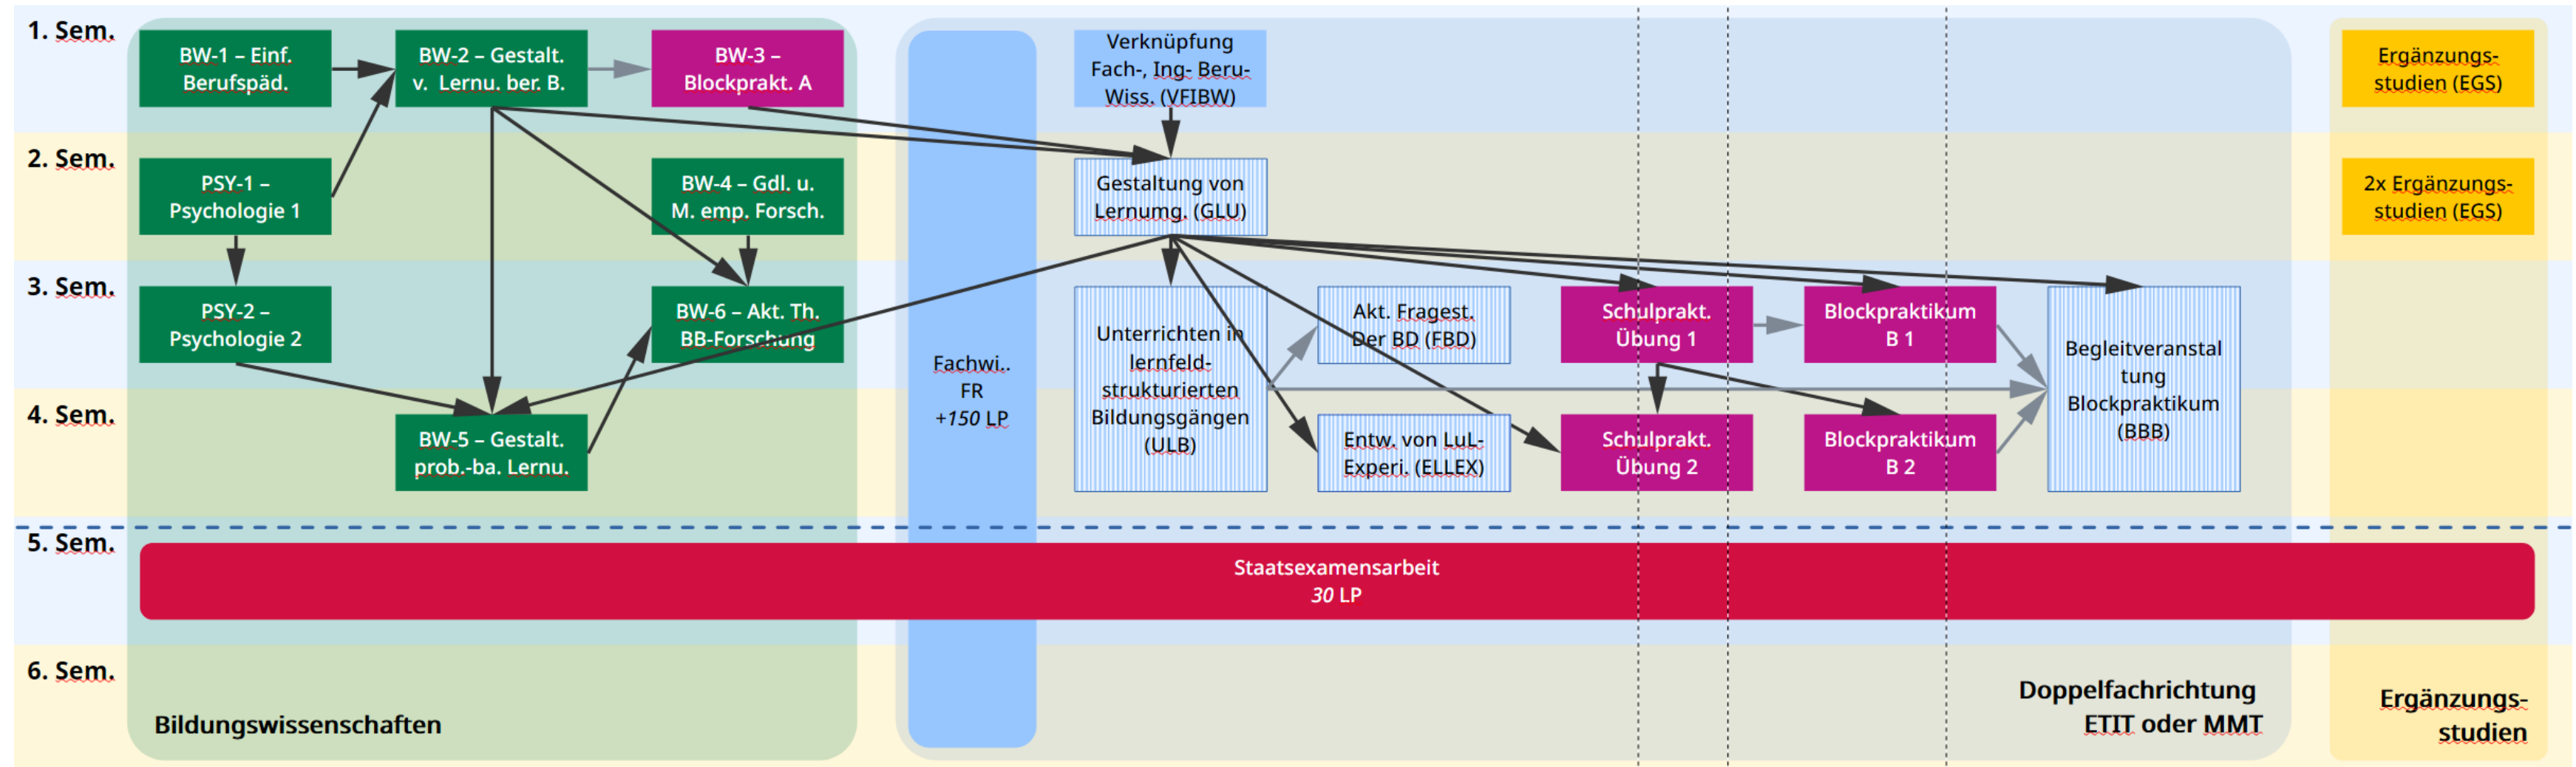 1. Sem.
BW-1 – Einf.
Berufspäd.
BW-2 – Gestalt.
v. Lernu. ber. B.
BW-3 –
Blockprakt. A
Verknüpfung
Fach-, Ing- Beru-
Wiss. (VFIBW)
Ergänzungs-
studien (EGS)
2. Sem.
PSY-1 –
Psychologie 1
BW-4 – Gdl. u.
M. emp. Forsch.
Gestaltung von
Lernumg. (GLU)
2x Ergänzungs-
studien (EGS)
3. Sem.
PSY-2 –
Psychologie 2
BW-6 – Akt. Th.
BB-Forschung
Fachwi..
FR
+150 LP
Unterrichten in
lernfeld-
strukturierten
Bildungsgängen
(ULB)
Akt. Fragest.
Der BD (FBD)
Schulprakt.
Übung 1
Blockpraktikum
B 1
Begleitveranstal
tung
Blockpraktikum
(BBB)
4. Sem.
BW-5 – Gestalt.
prob.-ba. Lernu.
Entw. von LuL-
Experi. (ELLEX)
Schulprakt.
Übung 2
Blockpraktikum
B 2
5. Sem.
Staatsexamensarbeit
30 LP
6. Sem.
Bildungswissenschaften
Doppelfachrichtung
ETIT oder MMT
Ergänzungs-
studien